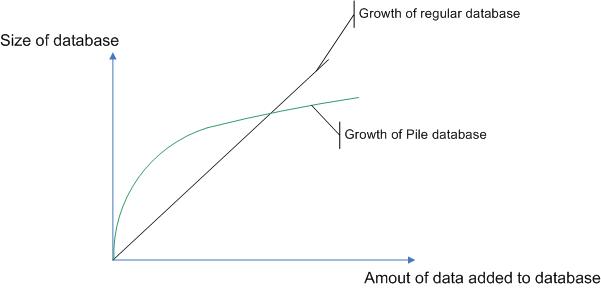 Growth of regular database
Size of database
Growth of Pile database
Amout of data added to database